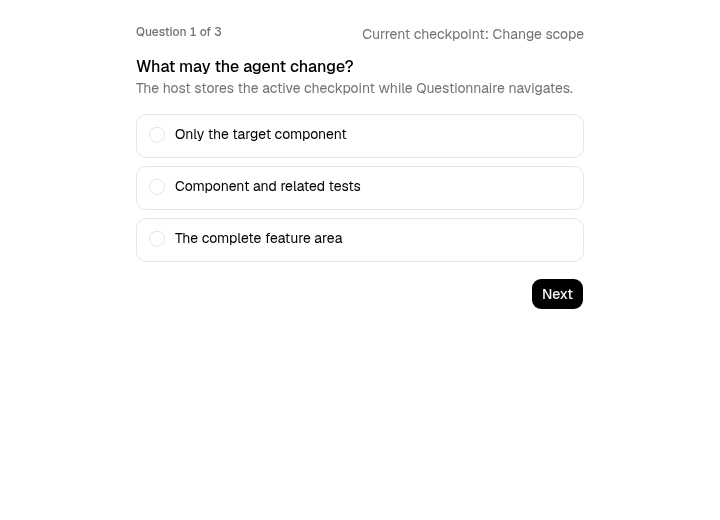 Question 1 of 3
Current checkpoint: Change scope
What may the agent change?
The host stores the active checkpoint while Questionnaire navigates.
Only the target component
Component and related tests
The complete feature area
Next